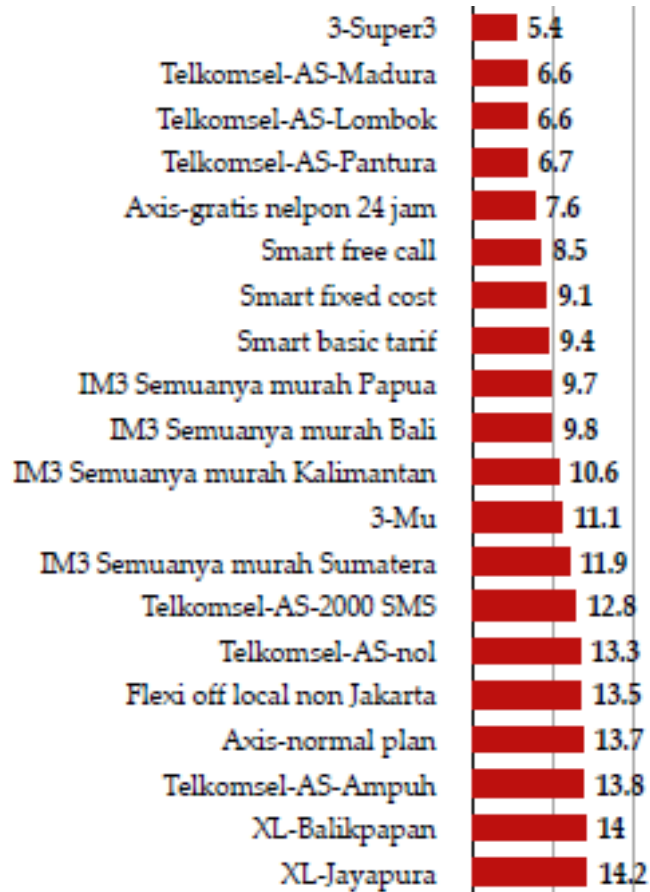 3-Super3 5.4
Telkomsel-AS-Madura 6.6
Telkomsel-AS-Lombok 6.6
Telkomsel-AS-Pantura 6.7
Axis-gratis nelpon 24 jam 7.6
Smart free call 8.5
Smart fixed cost 9.1
Smart basic tarif 9.4
IM3 Semuanya murah Papua 9.7
IM3 Semuanya murah Bali 9.8
IM3 Semuanya murah Kalimantan 10.6
3-Mu 11.1
IM3 Semuanya murah Sumatera 11.9
Telkomsel-AS-2000 SMS 12.8
Telkomsel-AS-nol 13.3
Flexi off local non Jakarta 13.5
Axis-normal plan 13.7
Telkomsel-AS-Ampuh 13.8
XL-Balikpapan 14
XL-Jayapura 14.2